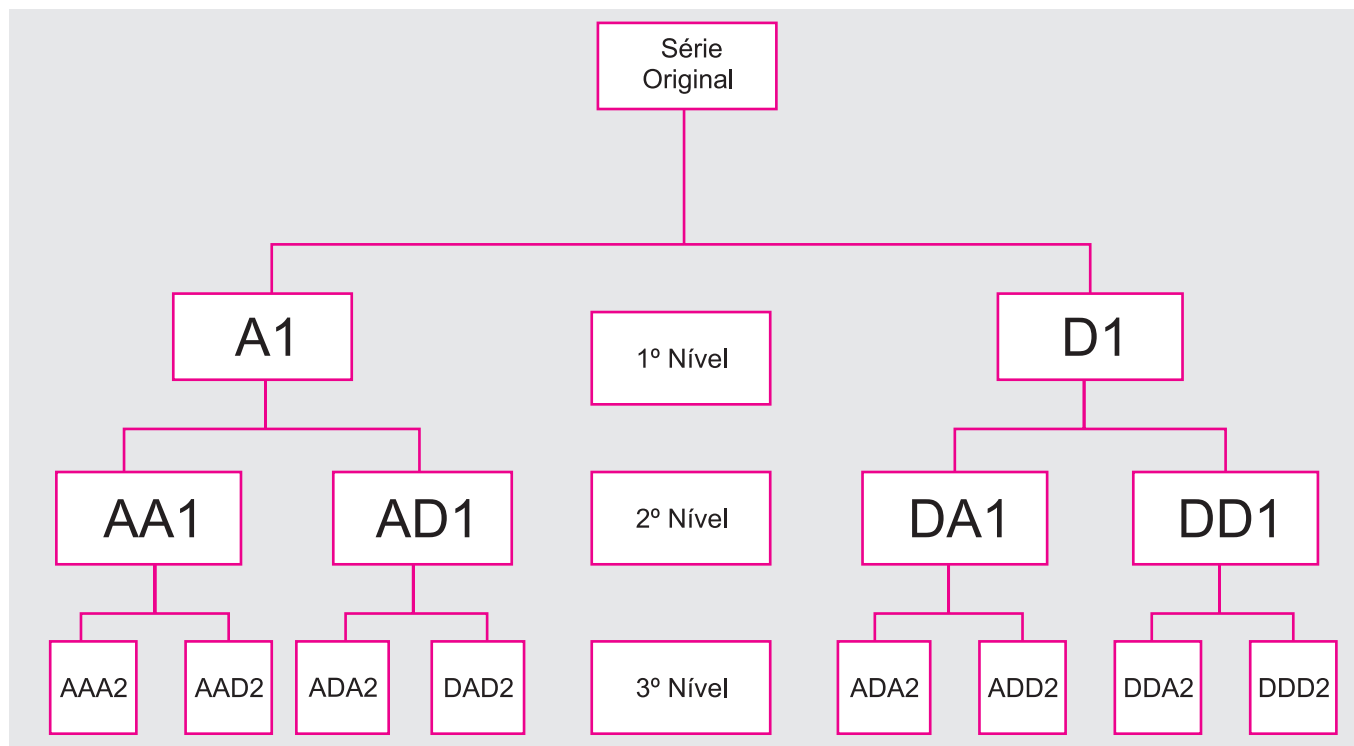 Série
Original
A1
1º Nível
D1
AA1
AD1
2º Nível
DA1
DD1
AAA2
AAD2
ADA2
DAD2
3º Nível
ADA2
ADD2
DDA2
DDD2